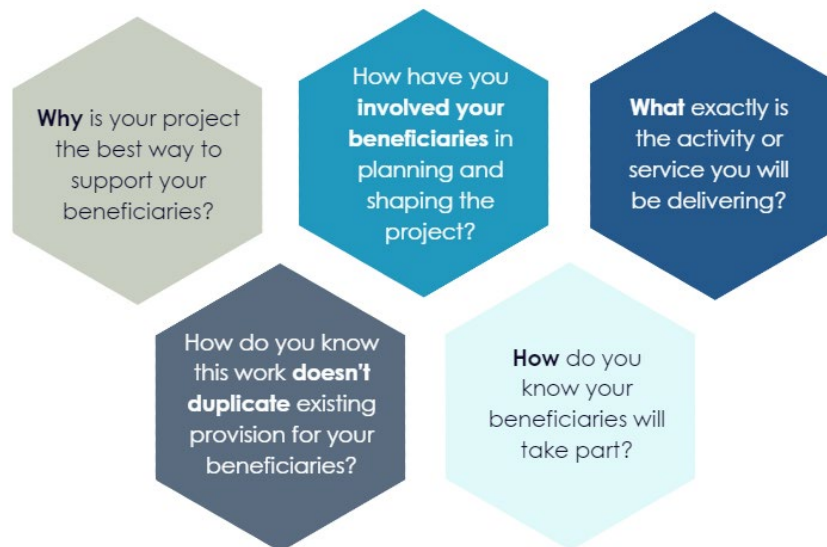 Why is your project
the best way to
support your
beneficiaries?
How have you
involved your
beneficiaries in
planning and
shaping the
project?
What exactly is
the activity or
service you will
be delivering?
How do you know
this work doesn't
duplicate existing
provision for your
beneficiaries?
How do you
know your
beneficiaries will
take part?